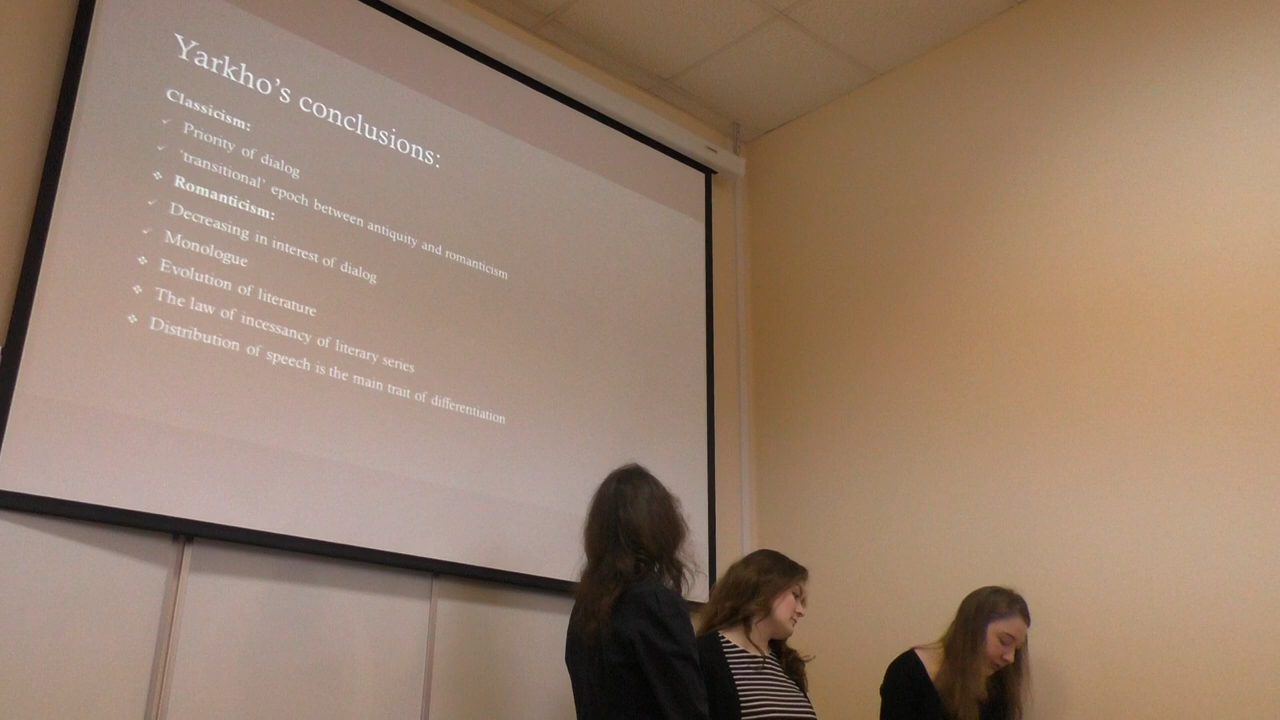 Yarkho's conclusions:
Classicism:
Priority of dialog
'transitional' epoch between antiquity and romanticism
Romanticism:
Decreasing in interest of dialog
Monologue
Evolution of literature
The law of incessancy of literary series
Distribution of speech is the main trait of differentiation